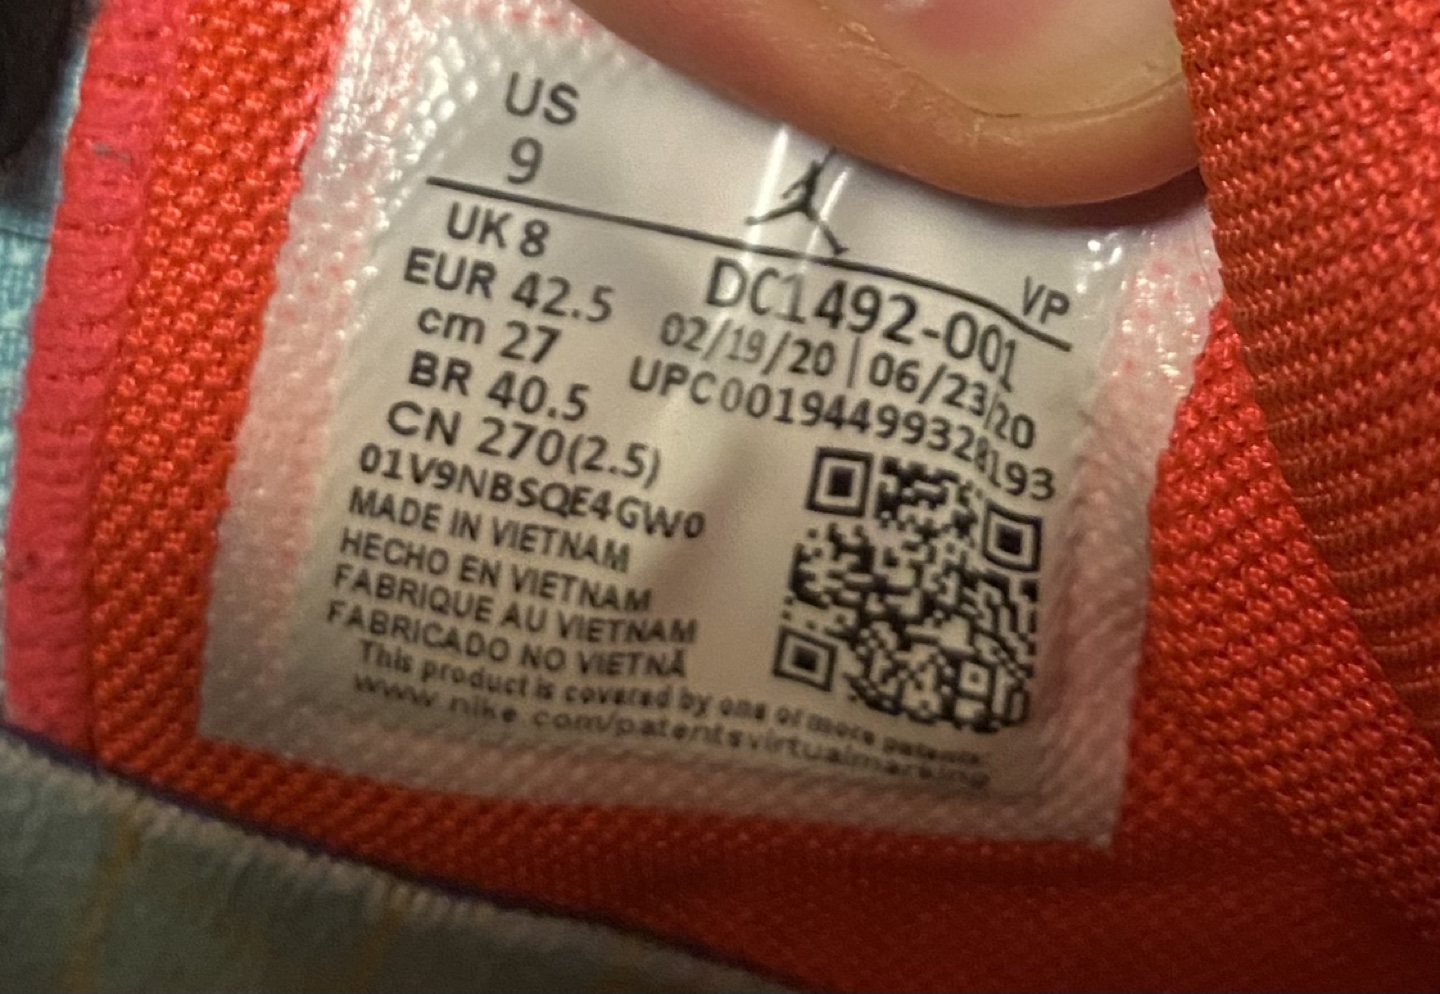 US
9
UK 8
EUR 42.5
cm 27
BR 40.5
CN 270(2.5)
01V9NBSQE4GW0
MADE IN VIETNAM
HECHO EN VIETNAM
FABRIQUE AU VIETNAM
FABRICADO NO VIETNÃ
This product is covered by one or more patents.
www.nike.com/patentsvirtualmarking
VP
DC1492-001
02/19/20 | 06/23/20
UPC00194499328193